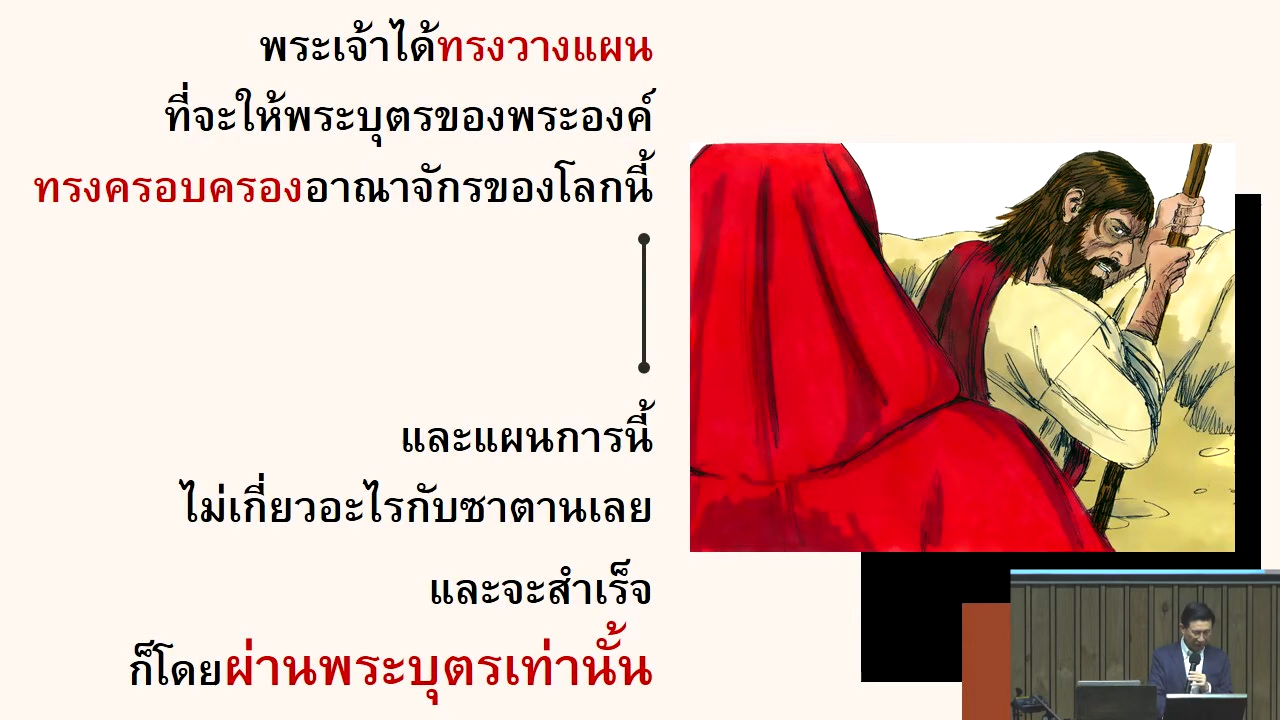 พระเจ้าได้ทรงวางแผน
ที่จะให้พระบุตรของพระองค์
ทรงครอบครองอาณาจักรของโลกนี้
และแผนการนี้
ไม่เกี่ยวอะไรกับซาตานเลย
และจะสำเร็จ
ก็โดยผ่านพระบุตรเท่านั้น